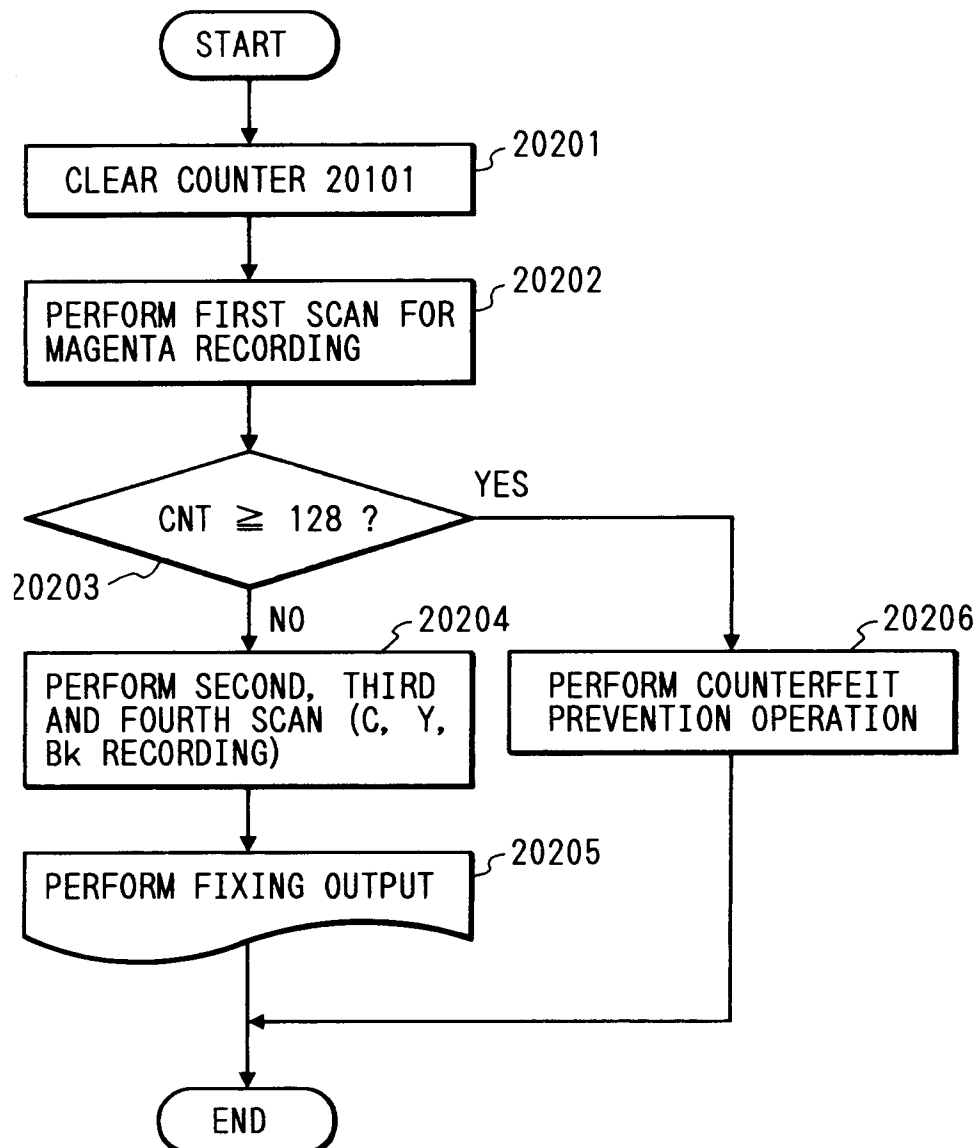 START
20201
CLEAR COUNTER 20101
20202
PERFORM FIRST SCAN FOR
MAGENTA RECORDING
YES
CNT ≧ 128 ?
20203
NO
20204
20206
PERFORM SECOND, THIRD
AND FOURTH SCAN (C, Y,
Bk RECORDING)
PERFORM COUNTERFEIT
PREVENTION OPERATION
20205
PERFORM FIXING OUTPUT
END